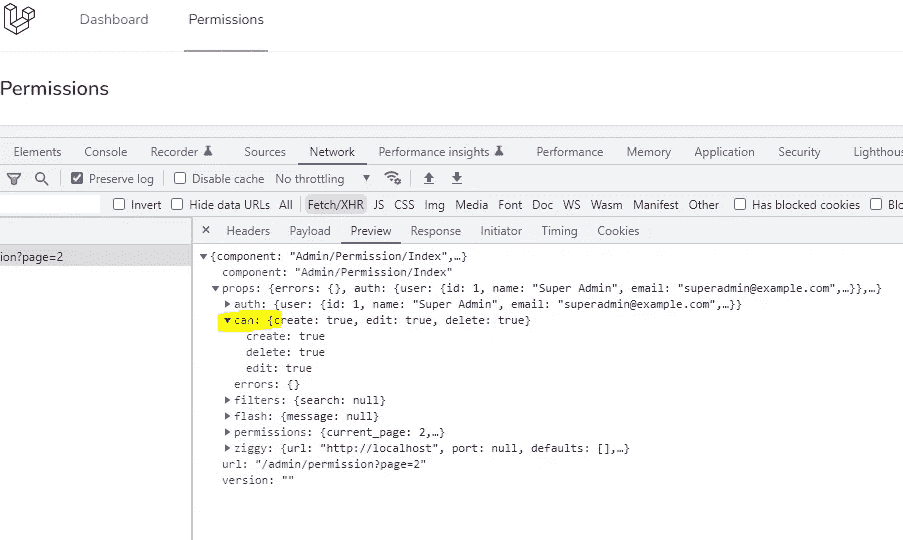 Dashboard Permissions
Permissions
Elements Console Recorder Sources Network Performance insights Performance Memory Application Security Lighthous
Preserve log Disable cache No throttling
Invert Hide data URLs All Fetch/XHR JS CSS Img Media Font Doc WS Wasm Manifest Other Has blocked cookies Blo
× Headers Payload Preview Response Initiator Timing Cookies
ion?page=2
{component: "Admin/Permission/Index",…}
component: "Admin/Permission/Index"
props: {errors: {}, auth: {user: {id: 1, name: "Super Admin", email: "superadmin@example.com",…}},…}
auth: {user: {id: 1, name: "Super Admin", email: "superadmin@example.com",…}}
can: {create: true, edit: true, delete: true}
create: true
delete: true
edit: true
errors: {}
filters: {search: null}
flash: {message: null}
permissions: {current_page: 2,…}
ziggy: {url: "http://localhost", port: null, defaults: [],…}
url: "/admin/permission?page=2"
version: ""